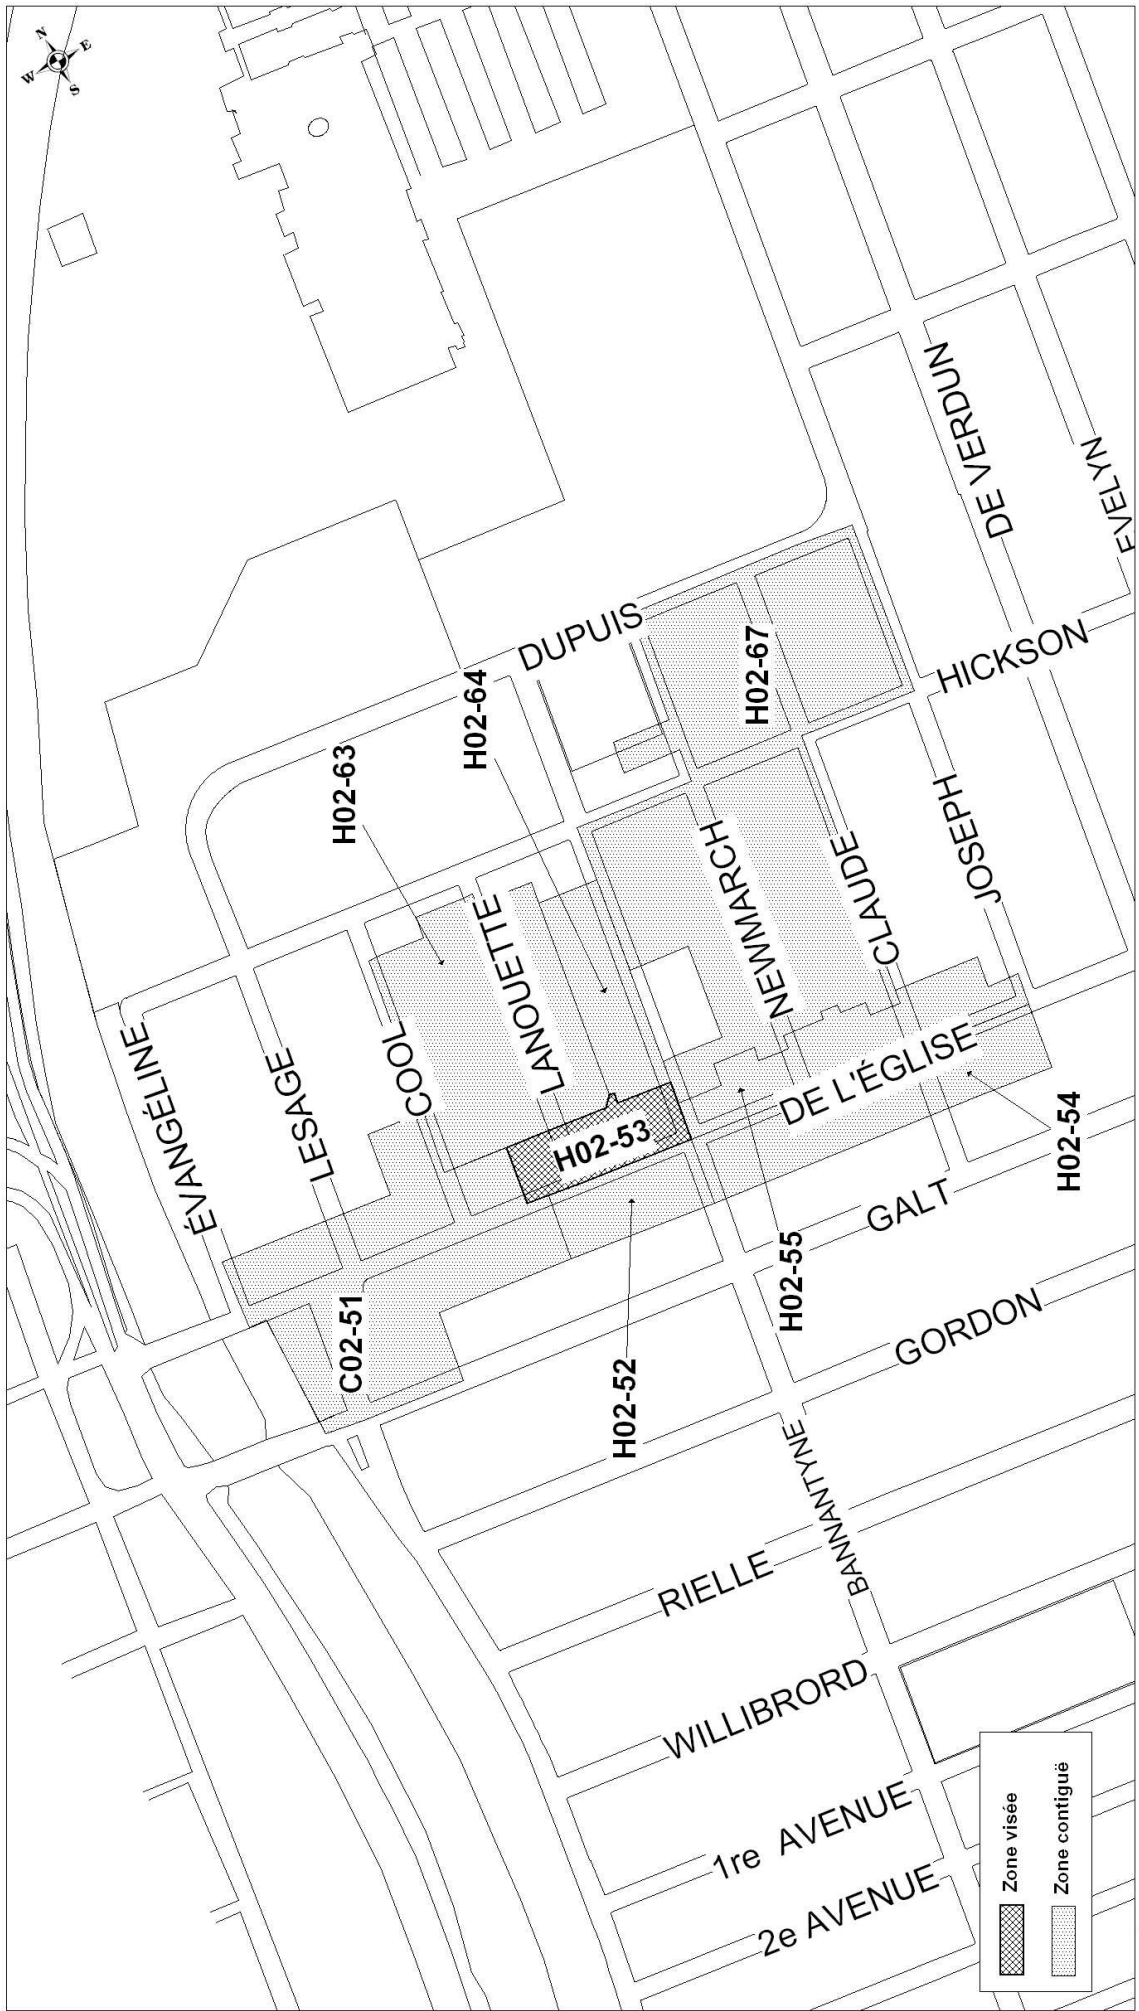 N
E
S
W
ÉVANGÉLINE
LESAGE
COOL
LANOUETTE
DUPUIS
H02-63
H02-64
H02-67
NEWMARCH
CLAUDE
JOSEPH
HICKSON
DE VERDUN
EVELYN
H02-53
DE L'ÉGLISE
C02-51
H02-52
H02-55
H02-54
GALT
GORDON
BANNANTYNE
RIELLE
WILLIBRORD
1re AVENUE
2e AVENUE
Zone visée
Zone contiguë